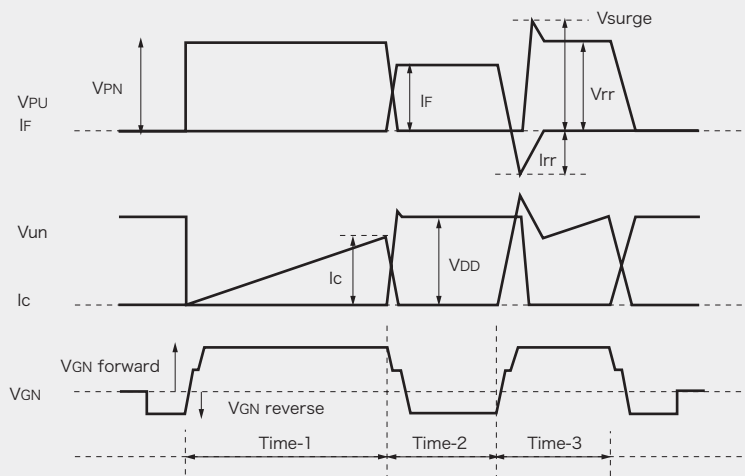 Vsurge
VPN
IF
Vrr
VPU
IF
Irr
Vun
Ic
VDD
Ic
VGN forward
VGN
VGN reverse
Time-1
Time-2
Time-3